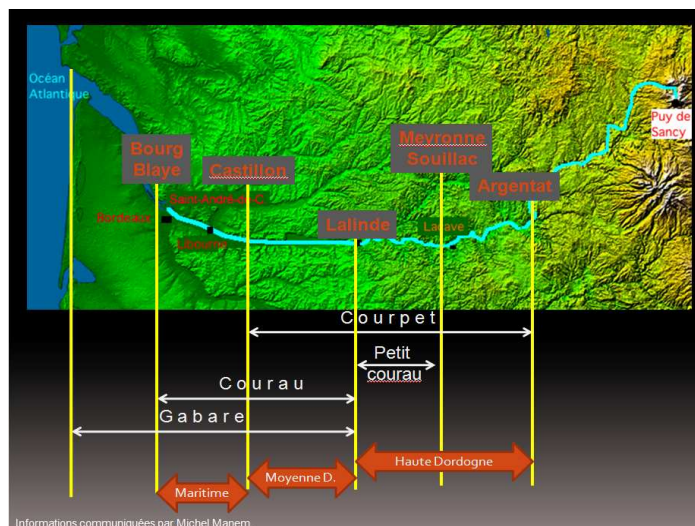 Océan
Atlantique
Puy de
Sancy
Bourg
Blaye
Castillon
Meyronne
Souillac
Argentat
Saint-André-de-C.
Bordeaux
Libourne
Lalinde
Lacave
Courpet
Petit
courau
Courau
Gabare
Maritime
Moyenne D.
Haute Dordogne
Informations communiquées par Michel Manem